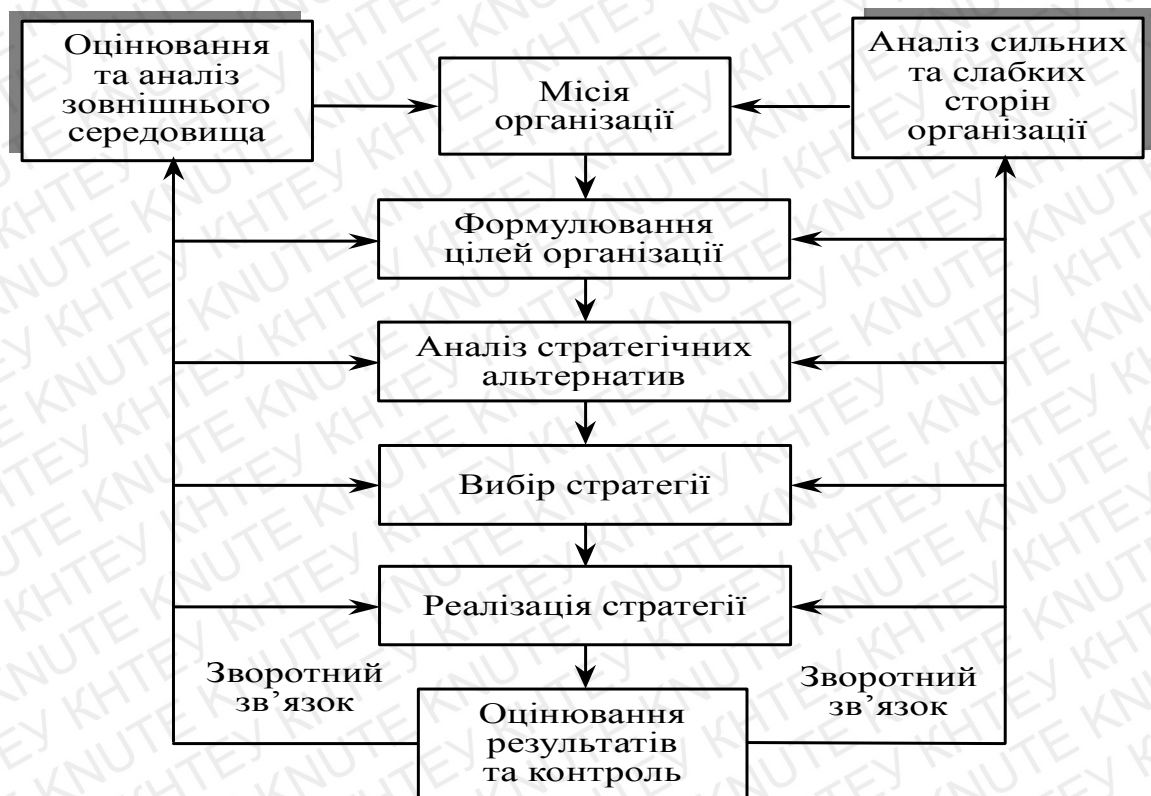 Оцінювання
та аналіз
зовнішнього
середовища
Місія
організації
Аналіз сильних
та слабких
сторін
організації
Формулювання
цілей організації
Аналіз стратегічних
альтернатив
Вибір стратегії
Реалізація стратегії
Зворотний
зв’язок
Оцінювання
результатів
та контроль
Зворотний
зв’язок